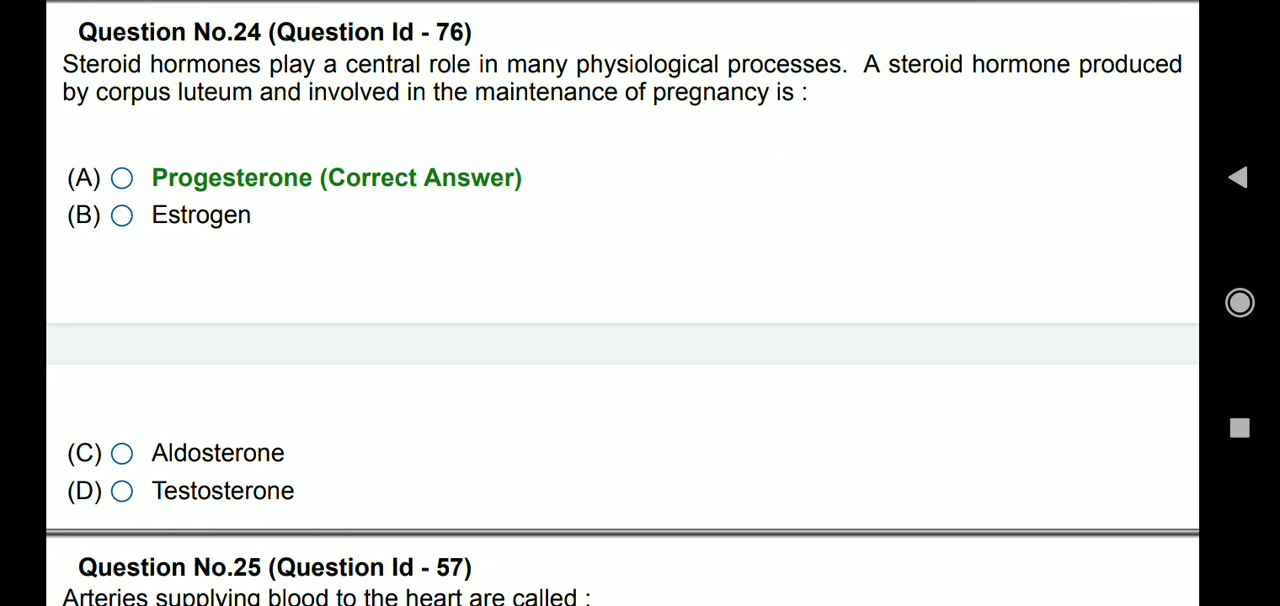 Question No.24 (Question Id - 76)
Steroid hormones play a central role in many physiological processes. A steroid hormone produced
by corpus luteum and involved in the maintenance of pregnancy is :
(A) Progesterone (Correct Answer)
(B) Estrogen
(C) Aldosterone
(D) Testosterone
Question No.25 (Question Id - 57)
Arteries supplying blood to the heart are called :